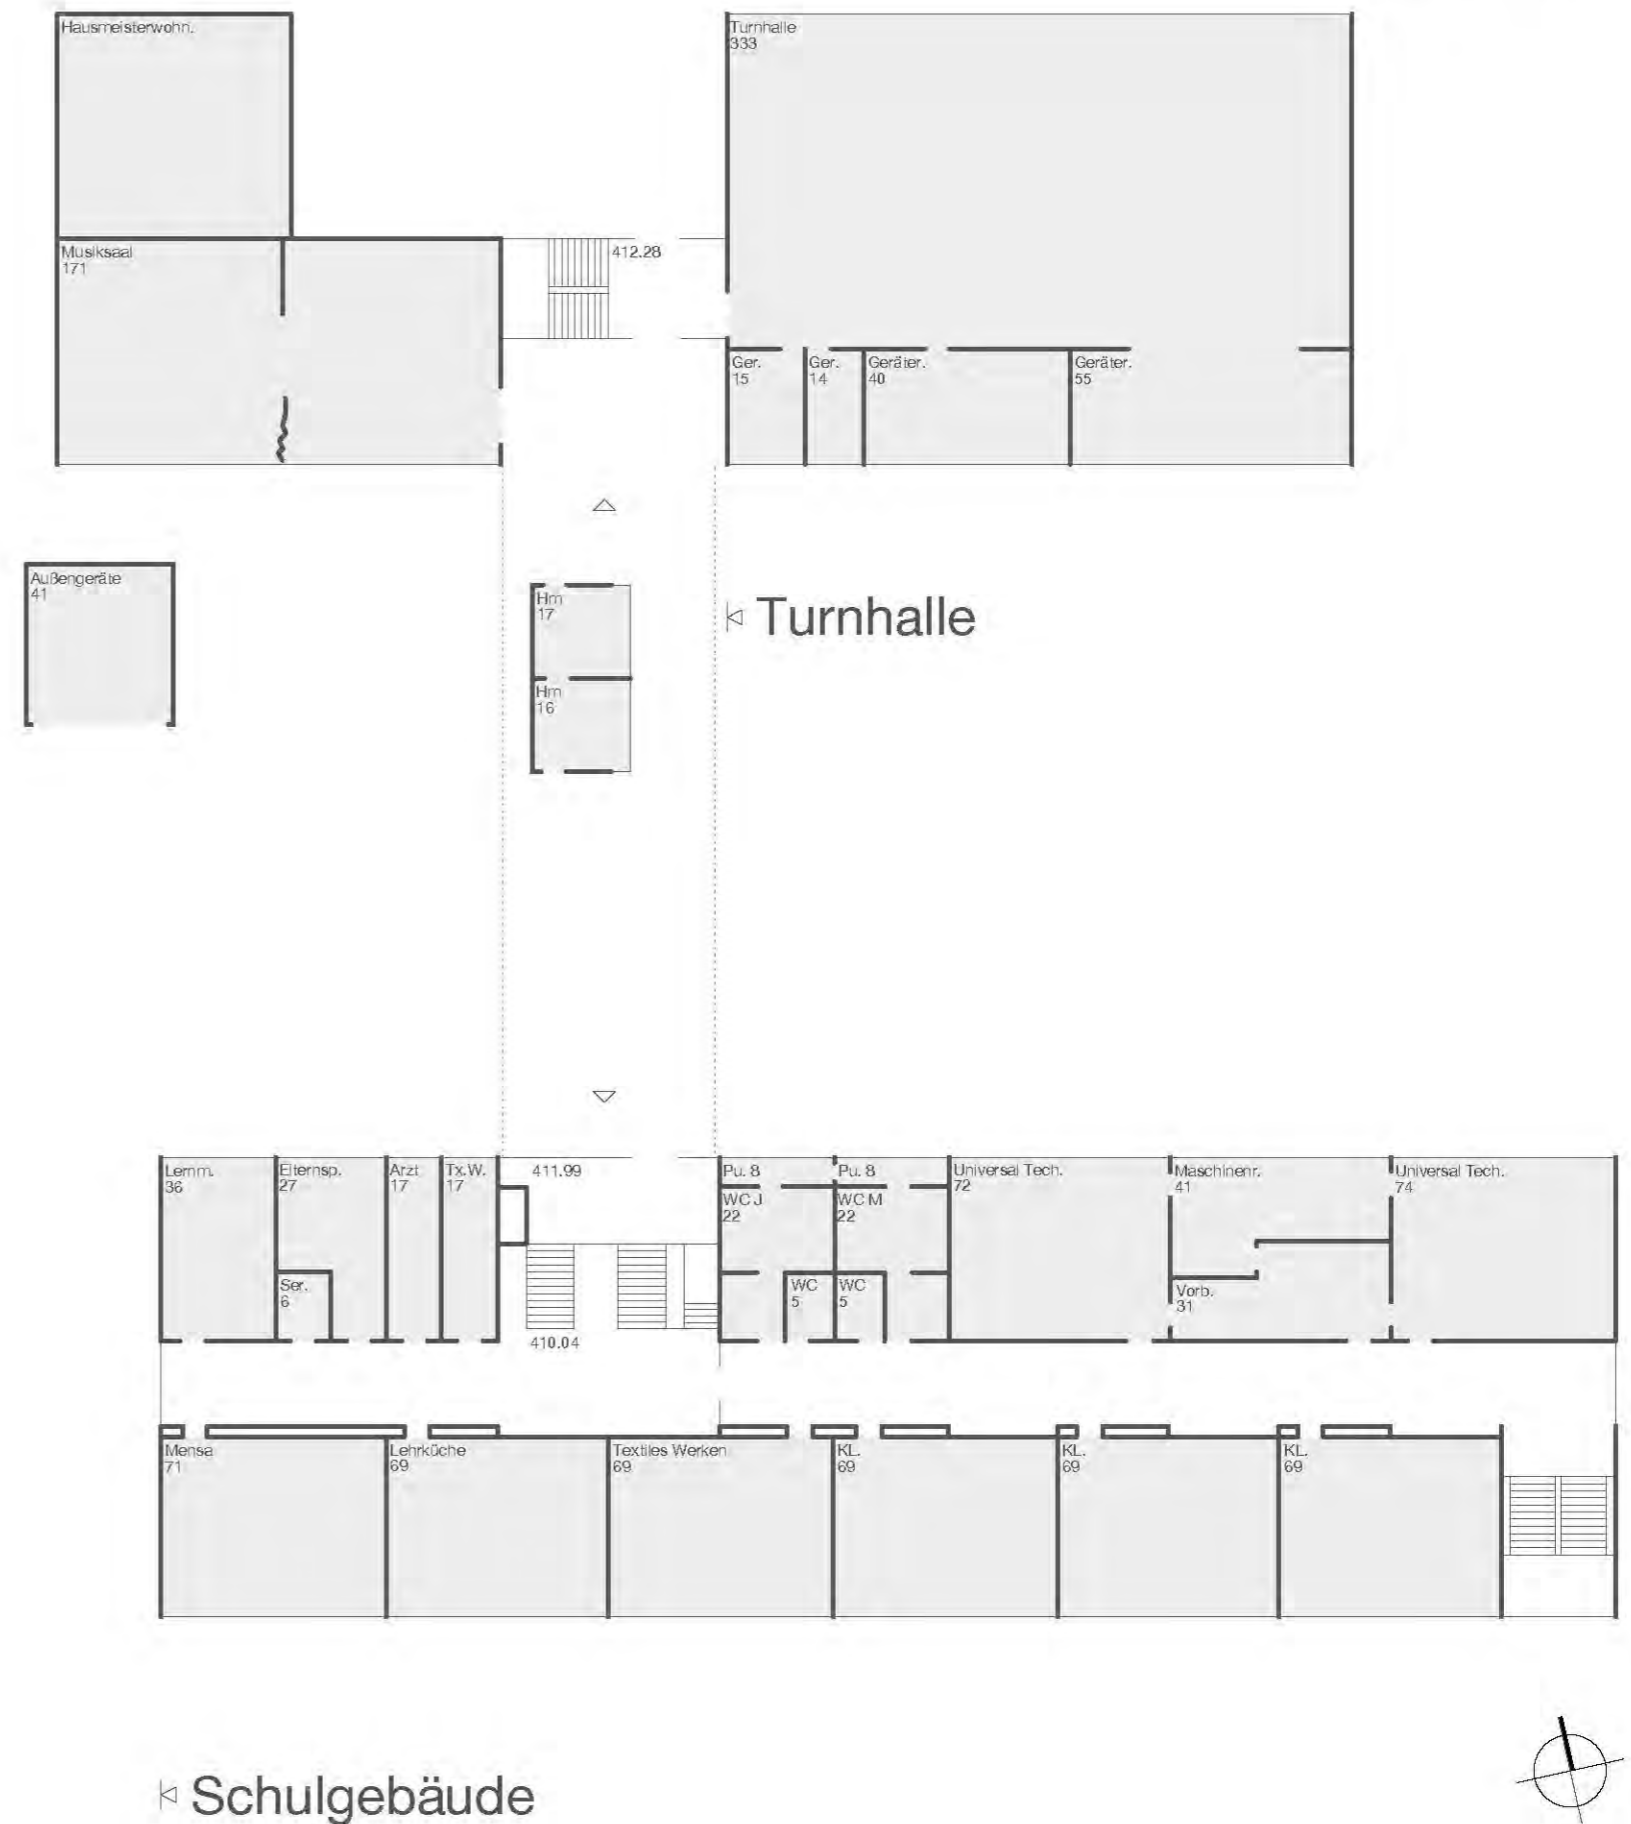 Hausmeisterwohn.
Turnhalle
333
Musiksaal
171
412.28
Ger.
15
Ger.
14
Geräter.
40
Geräter.
55
Außengeräte
41
Hm
17
Turnhalle
Hm
16
Lernm.
36
Elternsp.
27
Arzt
17
Tx.W.
17
411.99
Pu. 8
WC J
22
Pu. 8
WC M
22
Universal Tech.
72
Maschinenr.
41
Universal Tech.
74
Ser.
6
WC
5
WC
5
Vorb.
31
410.04
Mensa
71
Lehrküche
69
Textiles Werken
69
KL.
69
KL.
69
KL.
69
Schulgebäude